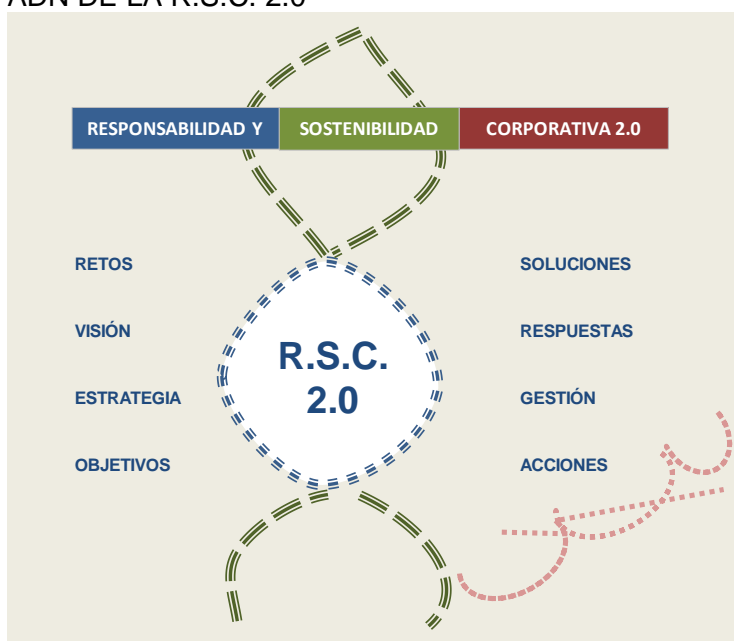 ADN DE LA R.S.C. 2.0
RESPONSABILIDAD Y SOSTENIBILIDAD CORPORATIVA 2.0
RETOS
SOLUCIONES
VISIÓN
RESPUESTAS
R.S.C.
2.0
ESTRATEGIA
GESTIÓN
OBJETIVOS
ACCIONES